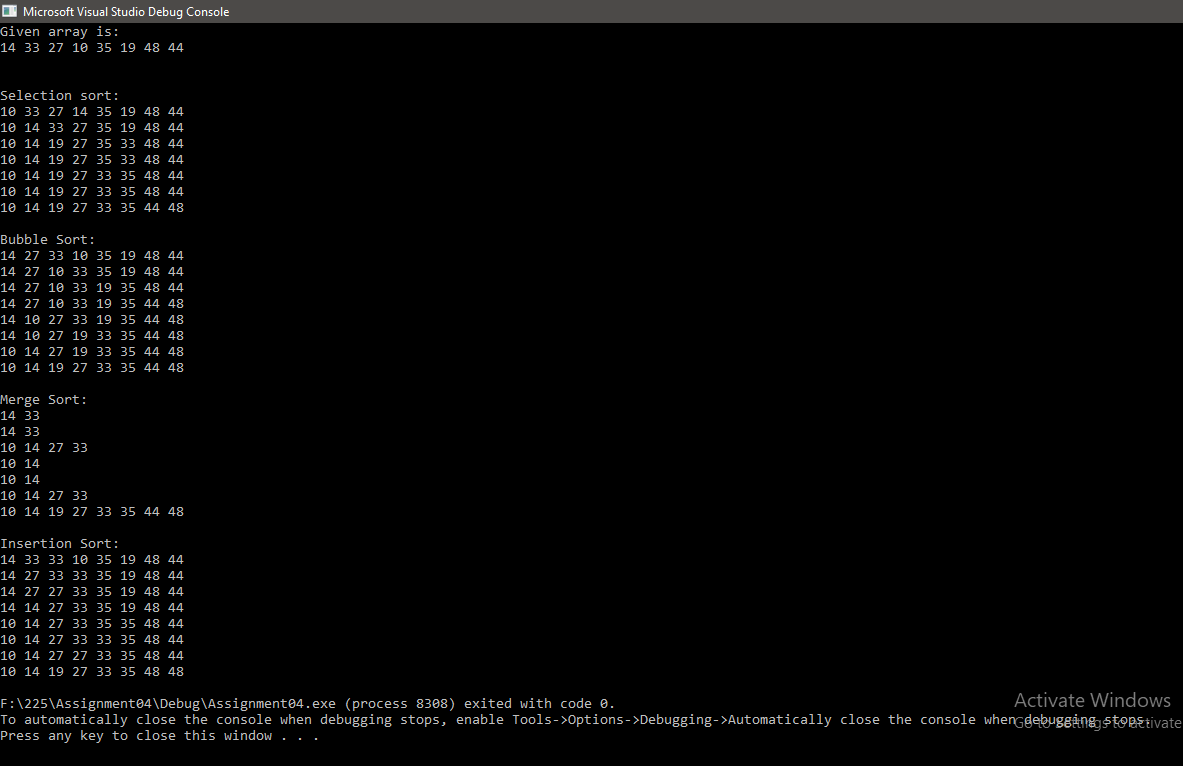 Microsoft Visual Studio Debug Console
Given array is:
14 33 27 10 35 19 48 44
Selection sort:
10 33 27 14 35 19 48 44
10 14 33 27 35 19 48 44
10 14 19 27 35 33 48 44
10 14 19 27 35 33 48 44
10 14 19 27 33 35 48 44
10 14 19 27 33 35 48 44
10 14 19 27 33 35 44 48
Bubble Sort:
14 27 33 10 35 19 48 44
14 27 10 33 35 19 48 44
14 27 10 33 19 35 48 44
14 27 10 33 19 35 44 48
14 10 27 33 19 35 44 48
14 10 27 19 33 35 44 48
10 14 27 19 33 35 44 48
10 14 19 27 33 35 44 48
Merge Sort:
14 33
14 33
10 14 27 33
10 14
10 14
10 14 27 33
10 14 19 27 33 35 44 48
Insertion Sort:
14 33 33 10 35 19 48 44
14 27 33 33 35 19 48 44
14 27 27 33 35 19 48 44
14 14 27 33 35 19 48 44
10 14 27 33 35 35 48 44
10 14 27 33 33 35 48 44
10 14 27 27 33 35 48 44
10 14 19 27 33 35 48 48
F:\225\Assignment04\Debug\Assignment04.exe (process 8308) exited with code 0.
To automatically close the console when debugging stops, enable Tools->Options->Debugging->Automatically close the console when debugging stops.
Press any key to close this window . . .
Activate Windows
Go to Settings to activate